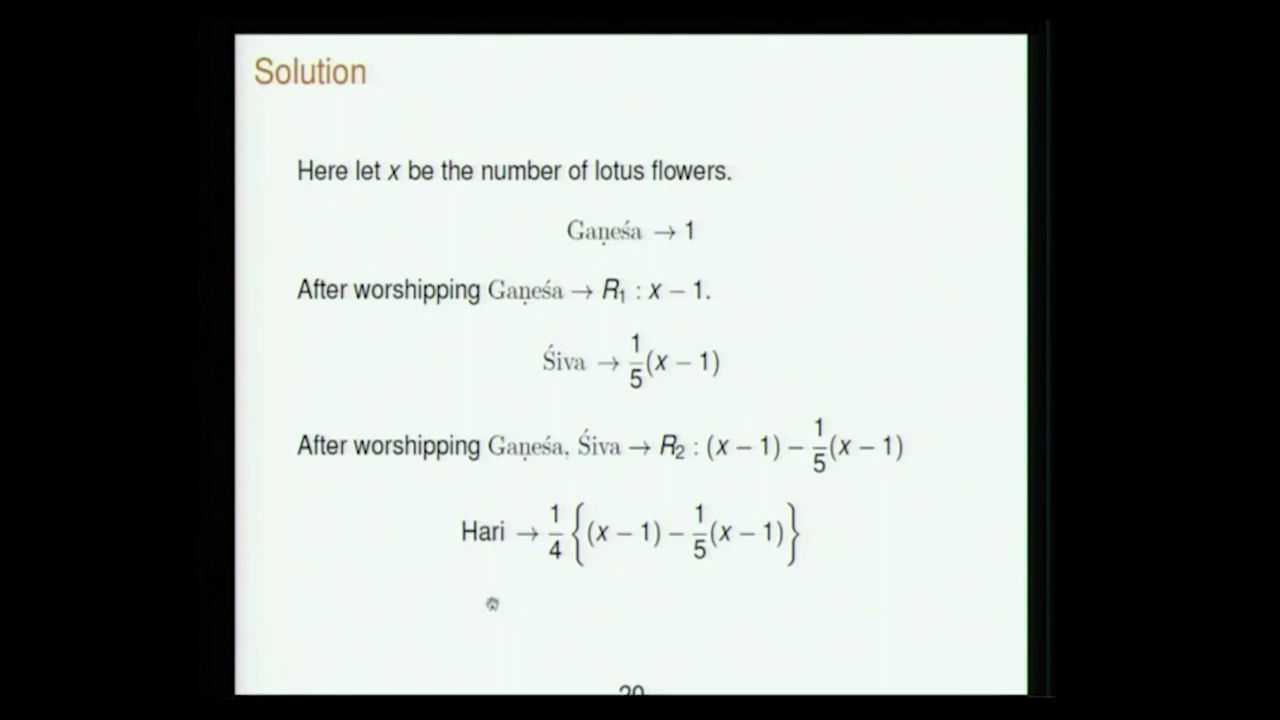 Solution
Here let x be the number of lotus flowers.
Gaṇeśa → 1
After worshipping Gaṇeśa → R₁ : x − 1.
Śiva → 1/5 (x − 1)
After worshipping Gaṇeśa, Śiva → R₂ : (x − 1) − 1/5 (x − 1)
Hari → 1/4 {(x − 1) − 1/5 (x − 1)}